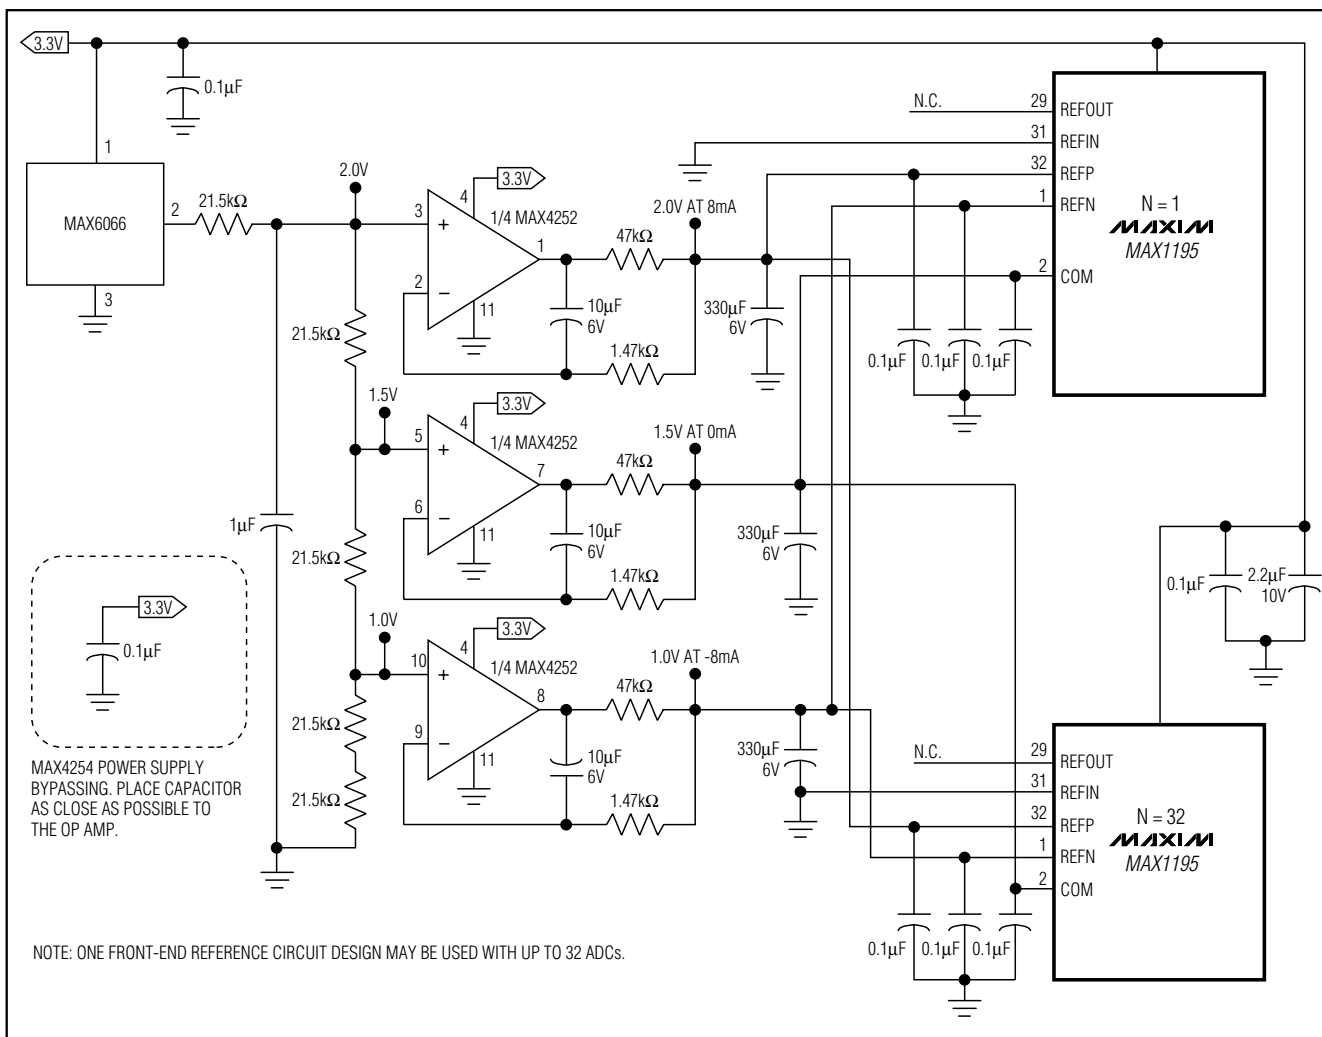 3.3V
0.1µF
1
MAX6066
2
21.5kΩ
3
2.0V
3
4
3.3V
1/4 MAX4252
+
1
2
−
11
47kΩ
2.0V AT 8mA
10µF
6V
1.47kΩ
330µF
6V
21.5kΩ
1.5V
5
4
3.3V
1/4 MAX4252
+
7
6
−
11
47kΩ
1.5V AT 0mA
10µF
6V
1.47kΩ
330µF
6V
1µF
21.5kΩ
1.0V
10
4
3.3V
1/4 MAX4252
+
8
9
−
11
47kΩ
1.0V AT -8mA
10µF
6V
1.47kΩ
330µF
6V
21.5kΩ
21.5kΩ
3.3V
0.1µF
MAX4254 POWER SUPPLY
BYPASSING. PLACE CAPACITOR
AS CLOSE AS POSSIBLE TO
THE OP AMP.
N.C.
29
REFOUT
31
REFIN
32
REFP
1
REFN
2
COM
N = 1
MAXIM
MAX1195
0.1µF
0.1µF
0.1µF
0.1µF
2.2µF
10V
N.C.
29
REFOUT
31
REFIN
32
REFP
1
REFN
2
COM
N = 32
MAXIM
MAX1195
0.1µF
0.1µF
0.1µF
NOTE: ONE FRONT-END REFERENCE CIRCUIT DESIGN MAY BE USED WITH UP TO 32 ADCs.